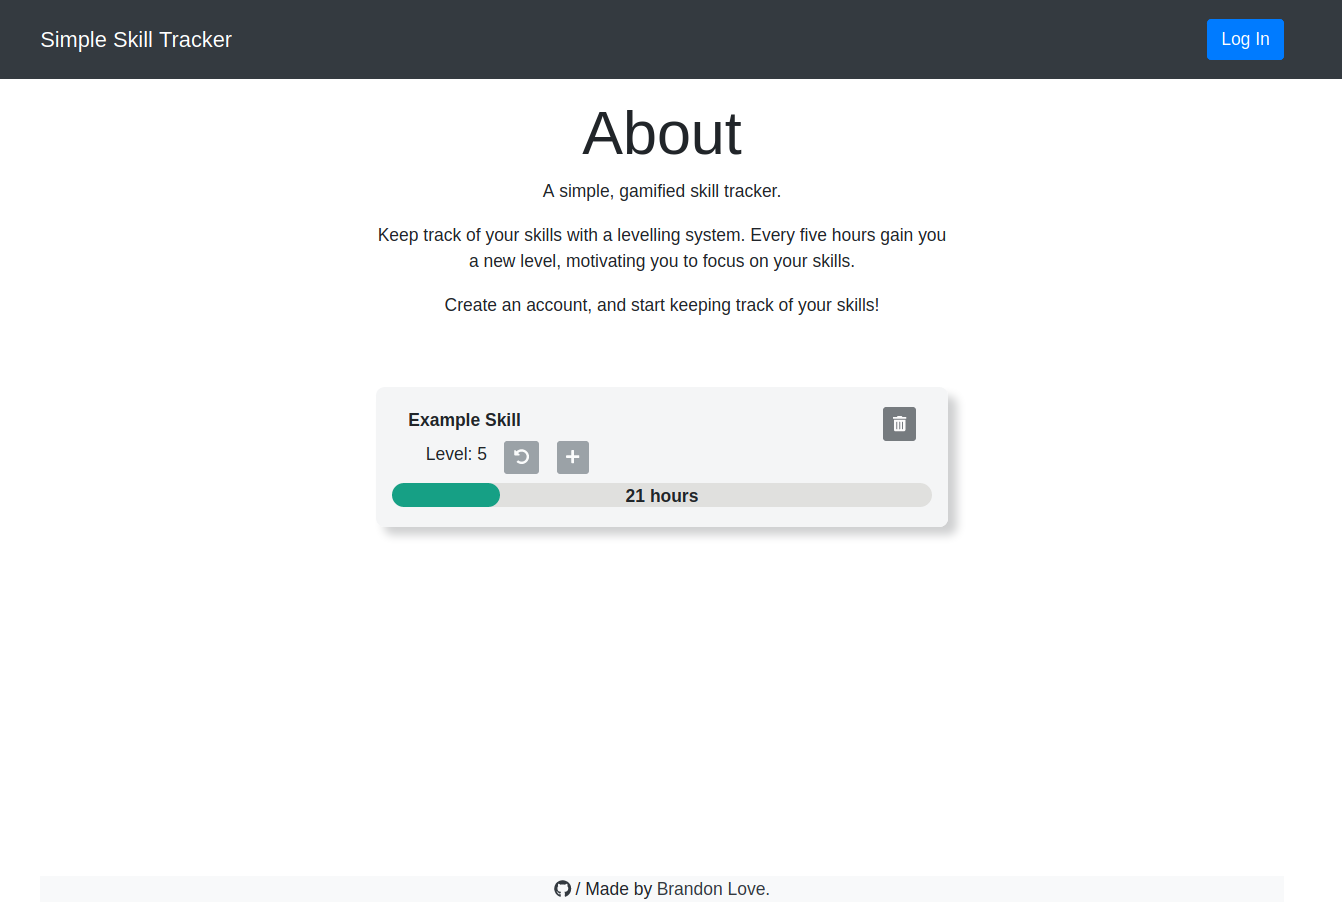 Simple Skill Tracker
Log In
About
A simple, gamified skill tracker.
Keep track of your skills with a levelling system. Every five hours gain you
a new level, motivating you to focus on your skills.
Create an account, and start keeping track of your skills!
Example Skill
Level: 5
21 hours
/ Made by Brandon Love.